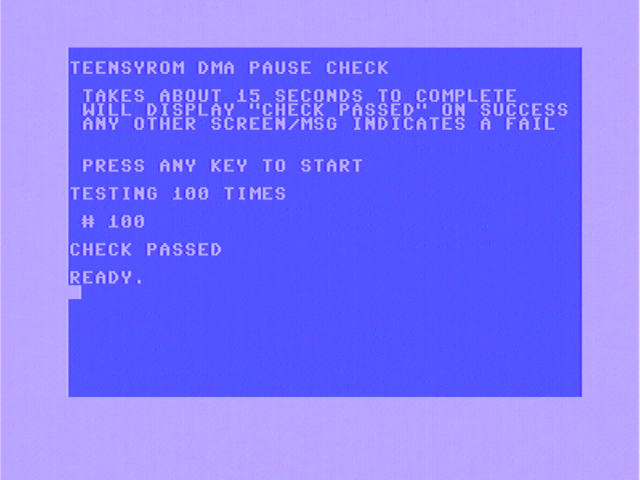 TEENSYROM DMA PAUSE CHECK
TAKES ABOUT 15 SECONDS TO COMPLETE
WILL DISPLAY "CHECK PASSED" ON SUCCESS
ANY OTHER SCREEN/MSG INDICATES A FAIL
PRESS ANY KEY TO START
TESTING 100 TIMES
# 100
CHECK PASSED
READY.